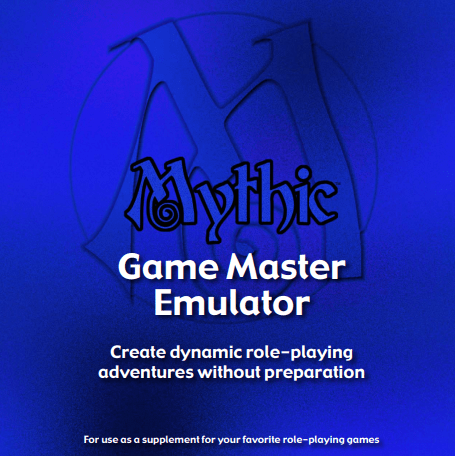 Mythic
Game Master
Emulator
Create dynamic role-playing
adventures without preparation
For use as a supplement for your favorite role-playing games